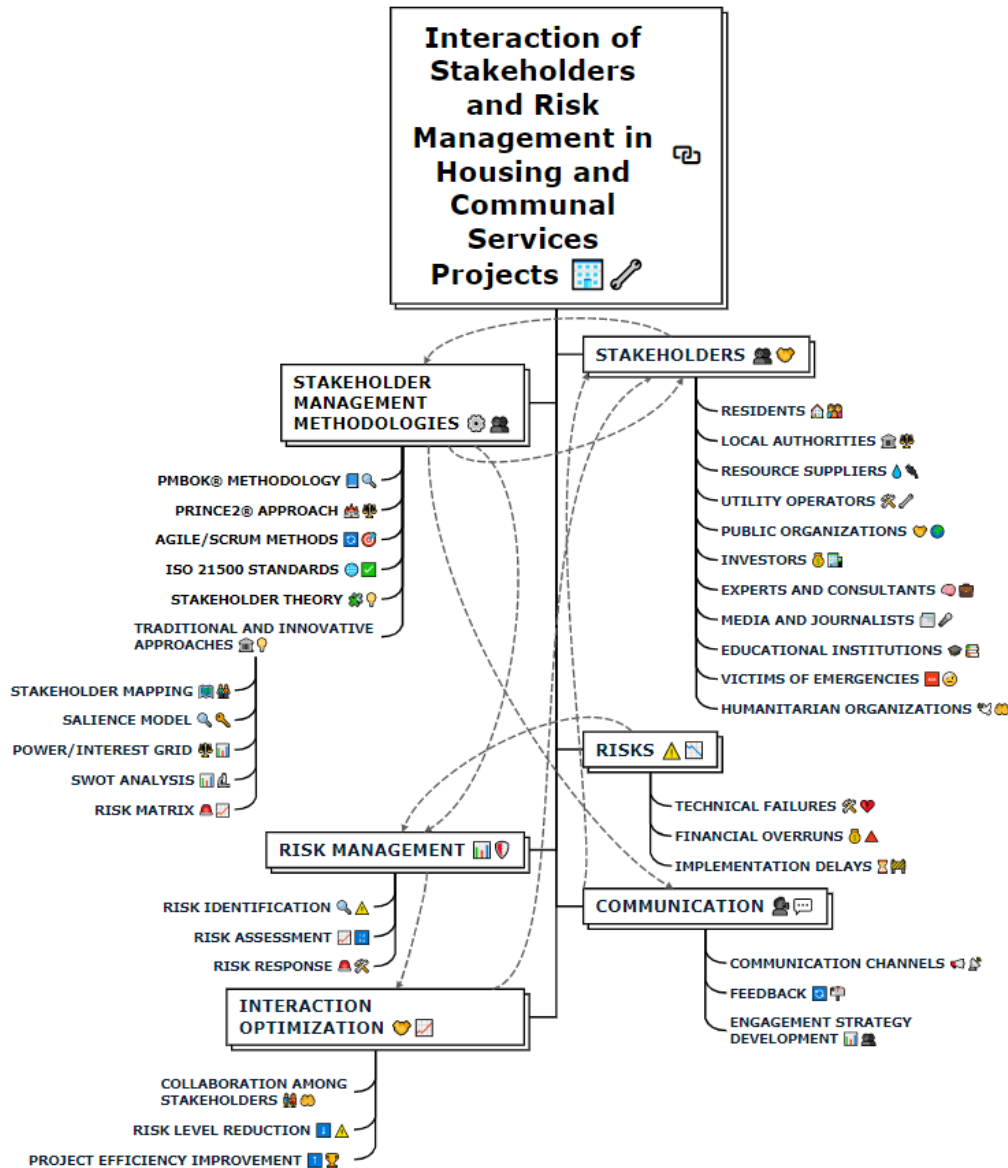 Interaction of
Stakeholders
and Risk
Management in
Housing and
Communal
Services
Projects
STAKEHOLDERS
RESIDENTS
LOCAL AUTHORITIES
RESOURCE SUPPLIERS
UTILITY OPERATORS
PUBLIC ORGANIZATIONS
INVESTORS
EXPERTS AND CONSULTANTS
MEDIA AND JOURNALISTS
EDUCATIONAL INSTITUTIONS
VICTIMS OF EMERGENCIES
HUMANITARIAN ORGANIZATIONS
STAKEHOLDER
MANAGEMENT
METHODOLOGIES
PMBOK® METHODOLOGY
PRINCE2® APPROACH
AGILE/SCRUM METHODS
ISO 21500 STANDARDS
STAKEHOLDER THEORY
TRADITIONAL AND INNOVATIVE
APPROACHES
STAKEHOLDER MAPPING
SALIENCE MODEL
POWER/INTEREST GRID
SWOT ANALYSIS
RISK MATRIX
RISKS
TECHNICAL FAILURES
FINANCIAL OVERRUNS
IMPLEMENTATION DELAYS
RISK MANAGEMENT
RISK IDENTIFICATION
RISK ASSESSMENT
RISK RESPONSE
COMMUNICATION
COMMUNICATION CHANNELS
FEEDBACK
ENGAGEMENT STRATEGY
DEVELOPMENT
INTERACTION
OPTIMIZATION
COLLABORATION AMONG
STAKEHOLDERS
RISK LEVEL REDUCTION
PROJECT EFFICIENCY IMPROVEMENT